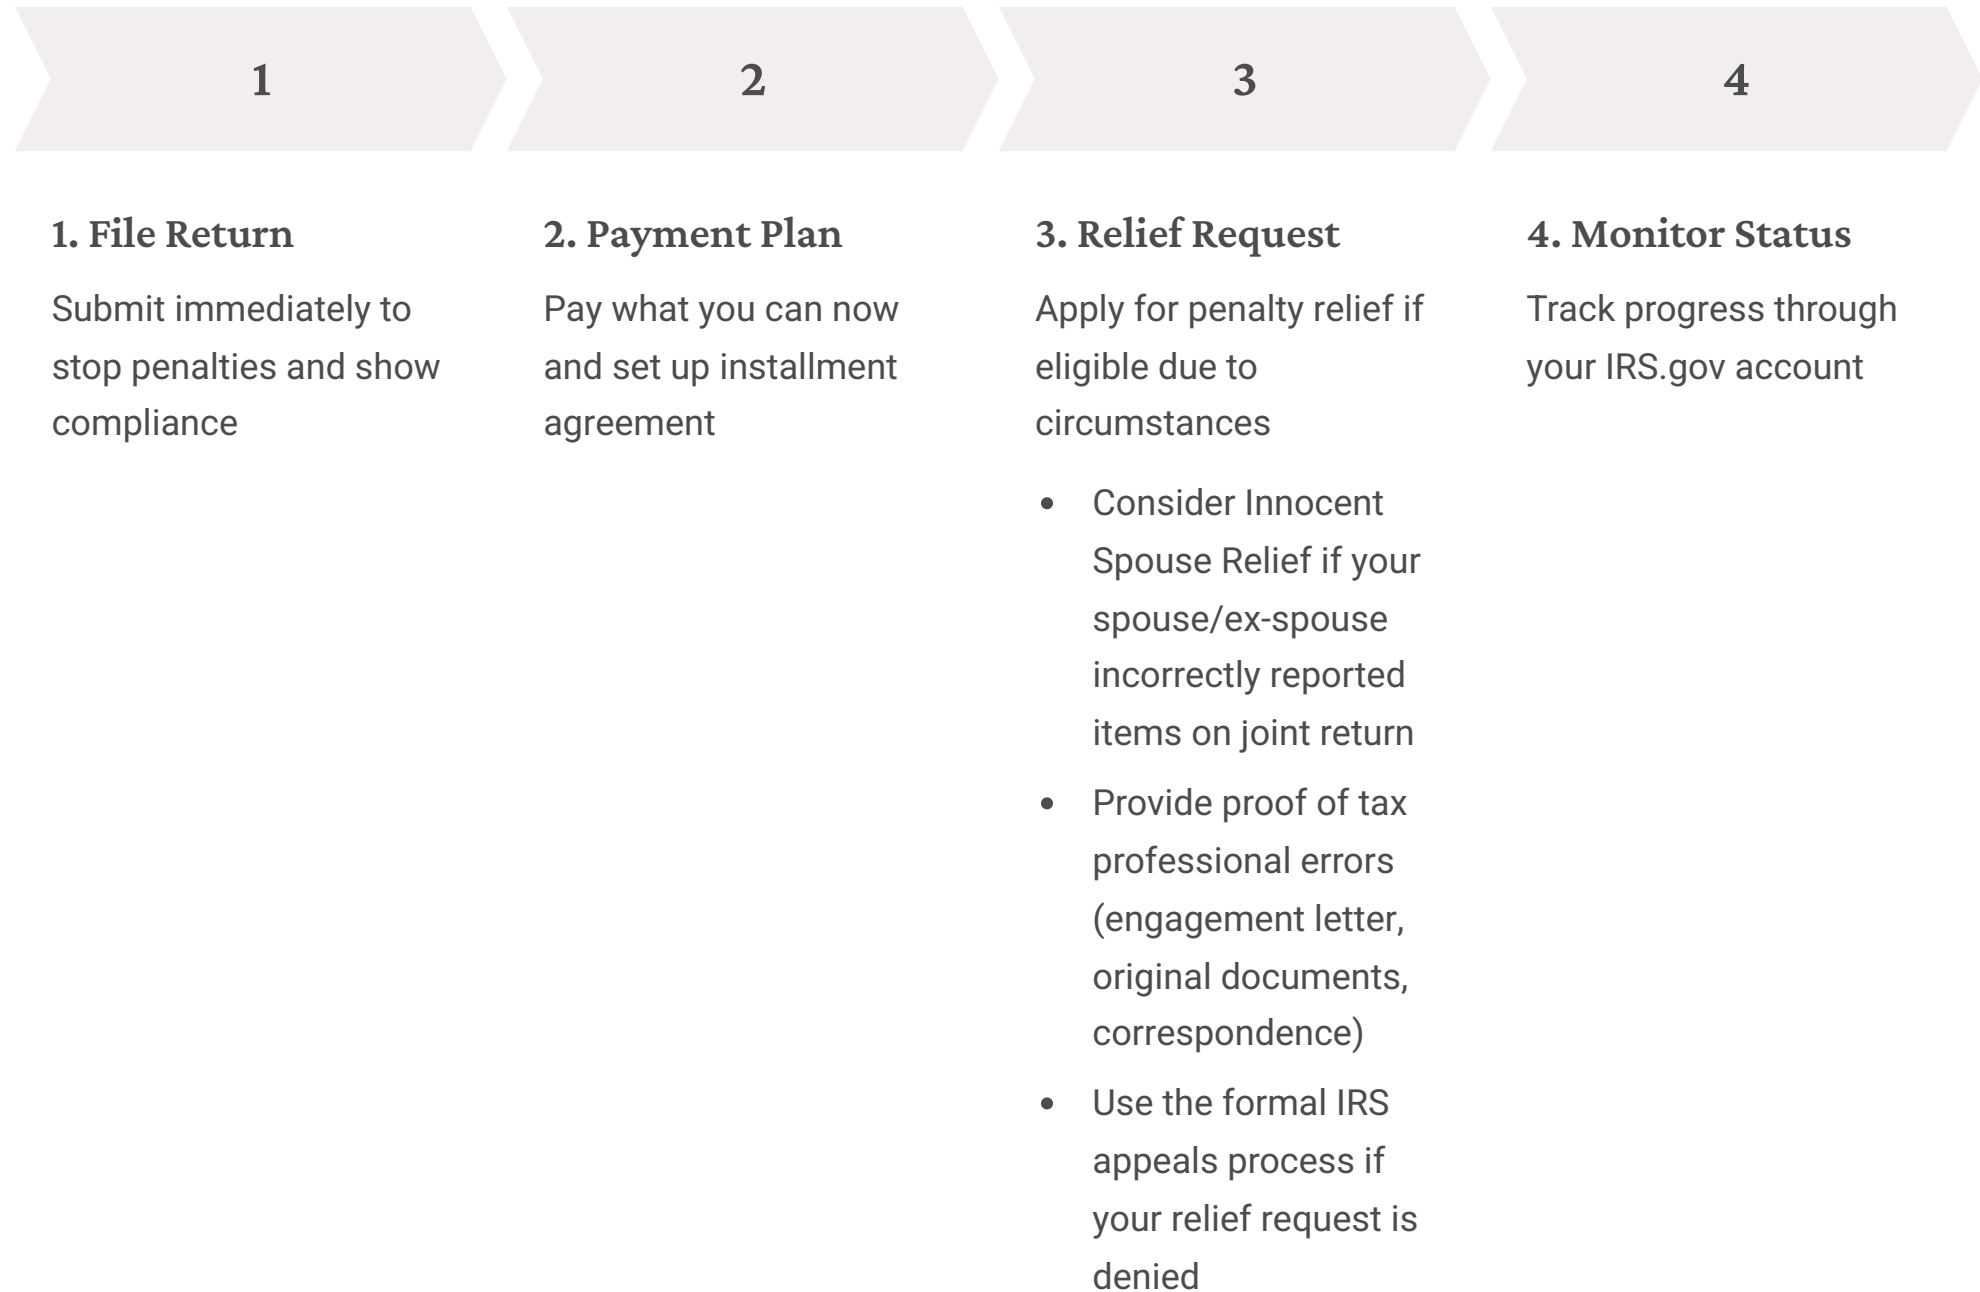 1
2
3
4
1. File Return
Submit immediately to
stop penalties and show
compliance
2. Payment Plan
Pay what you can now
and set up installment
agreement
3. Relief Request
Apply for penalty relief if
eligible due to
circumstances
• Consider Innocent
Spouse Relief if your
spouse/ex-spouse
incorrectly reported
items on joint return
• Provide proof of tax
professional errors
(engagement letter,
original documents,
correspondence)
• Use the formal IRS
appeals process if
your relief request is
denied
4. Monitor Status
Track progress through
your IRS.gov account